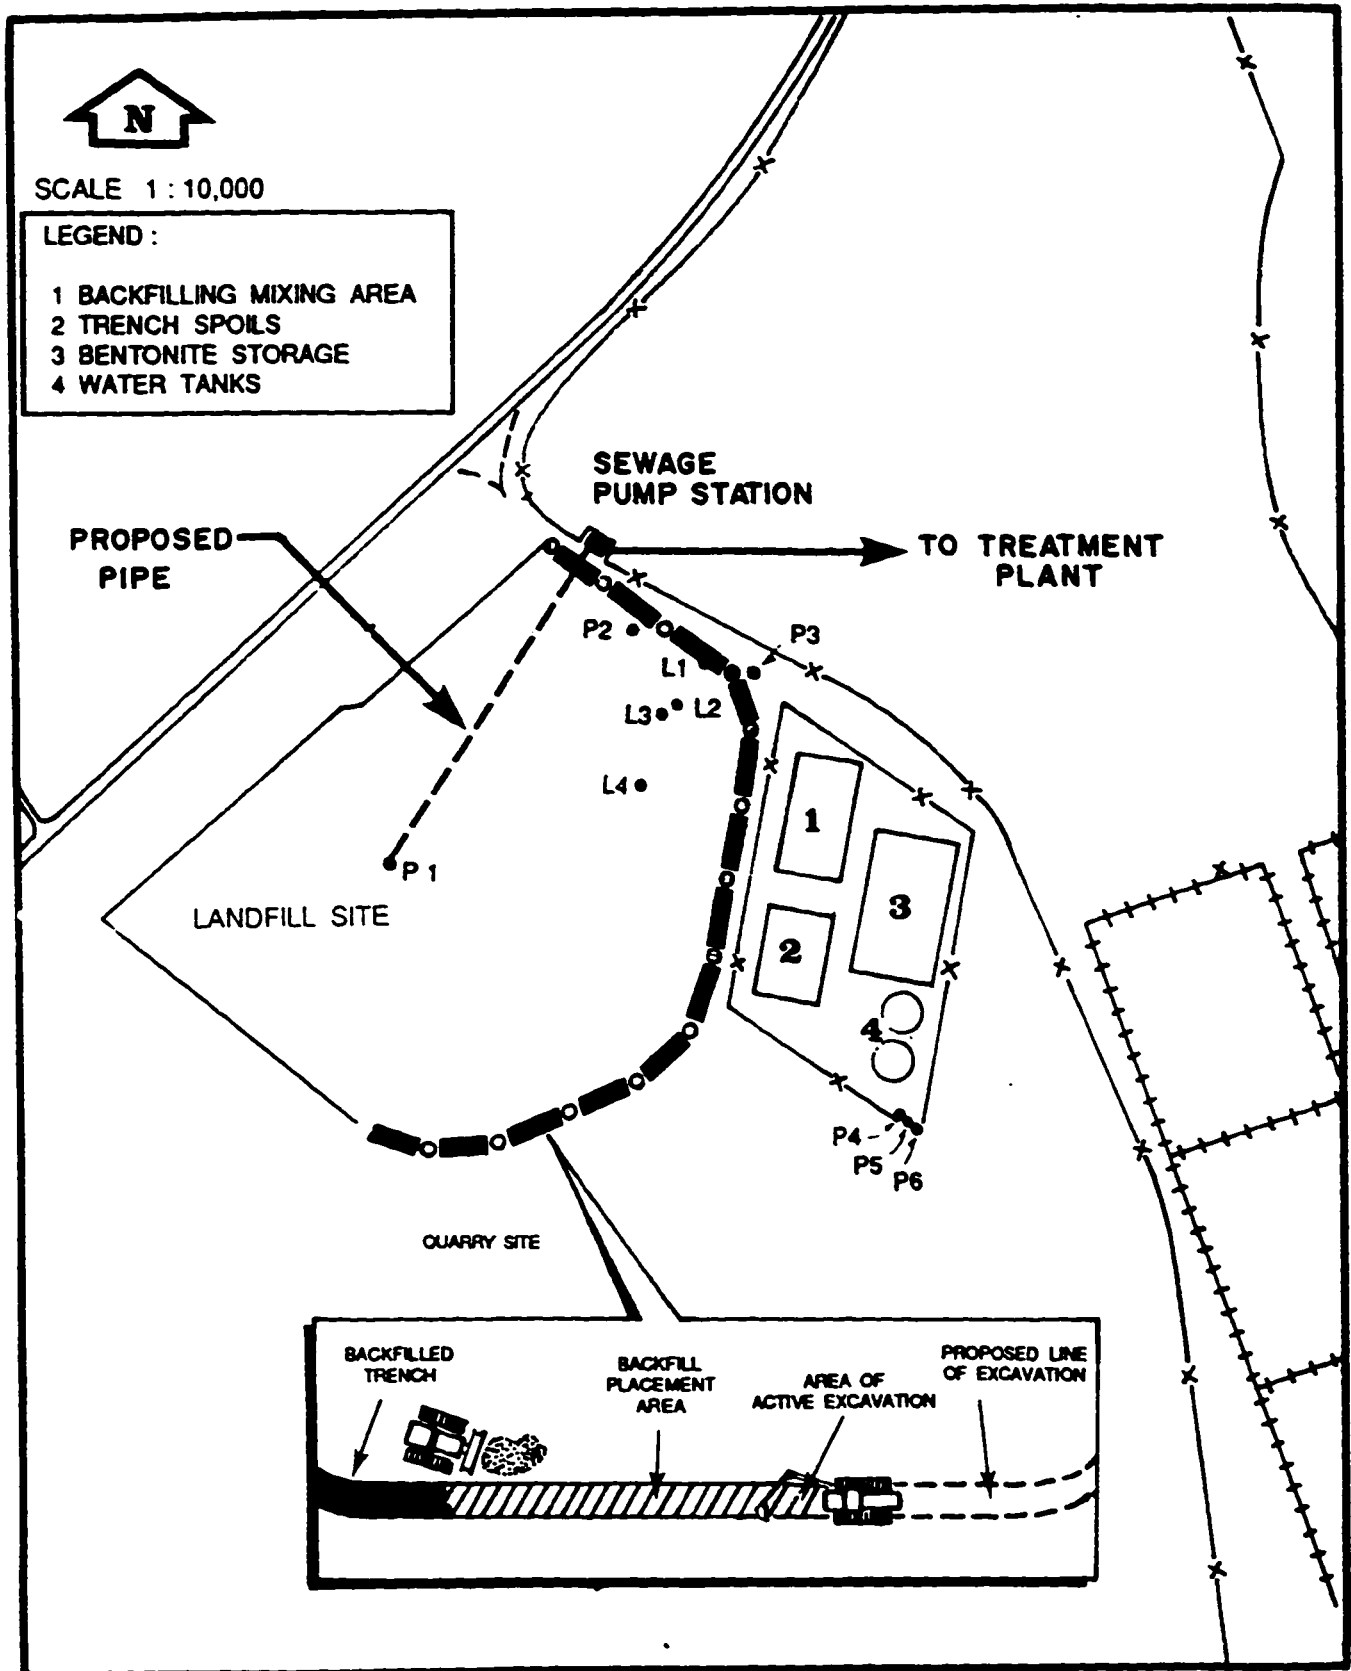 N
SCALE 1 : 10,000
LEGEND :
1 BACKFILLING MIXING AREA
2 TRENCH SPOILS
3 BENTONITE STORAGE
4 WATER TANKS
SEWAGE
PUMP STATION
PROPOSED
PIPE
TO TREATMENT
PLANT
P2
P3
L1
L3
L2
L4
1
P 1
3
LANDFILL SITE
2
4
P4
P5
P6
QUARRY SITE
BACKFILLED
TRENCH
BACKFILL
PLACEMENT
AREA
AREA OF
ACTIVE EXCAVATION
PROPOSED LINE
OF EXCAVATION